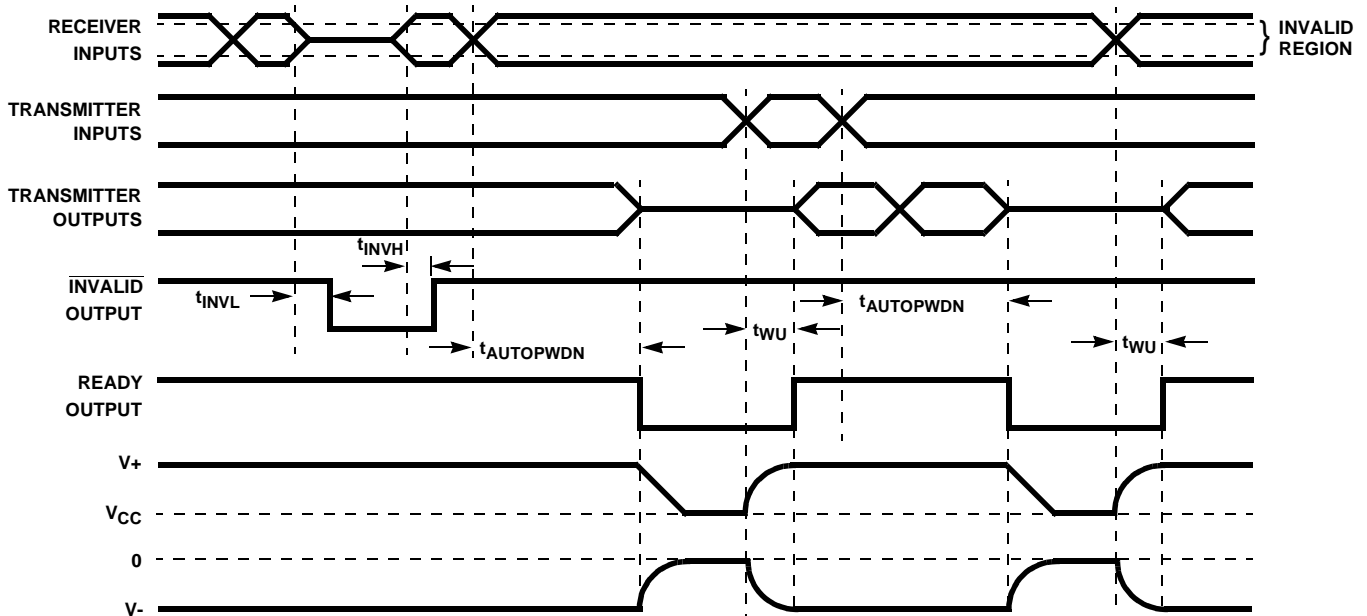 RECEIVER
INPUTS
} INVALID
REGION
TRANSMITTER
INPUTS
TRANSMITTER
OUTPUTS
tINVH
INVALID
OUTPUT
tINVL
tAUTOPWDN
tWU
tAUTOPWDN
tWU
READY
OUTPUT
V+
VCC
0
V-